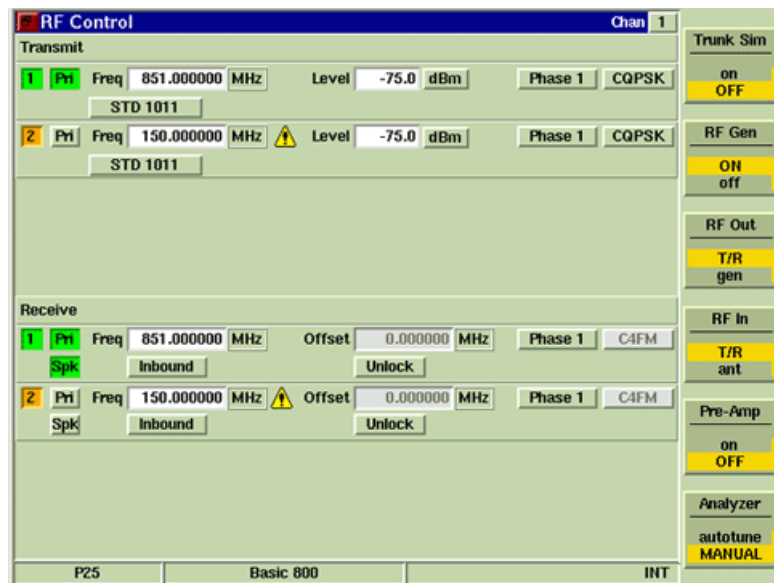 RF Control Chan 1
Transmit
1 Pri Freq 851.000000 MHz Level -75.0 dBm Phase 1 CQPSK
STD 1011
2 Pri Freq 150.000000 MHz Level -75.0 dBm Phase 1 CQPSK
STD 1011
Receive
1 Pri Freq 851.000000 MHz Offset 0.000000 MHz Phase 1 C4FM
Spk Inbound Unlock
2 Pri Freq 150.000000 MHz Offset 0.000000 MHz Phase 1 C4FM
Spk Inbound Unlock
P25 Basic 800 INT
Trunk Sim
on
OFF
RF Gen
ON
off
RF Out
T/R
gen
RF In
T/R
ant
Pre-Amp
on
OFF
Analyzer
autotune
MANUAL